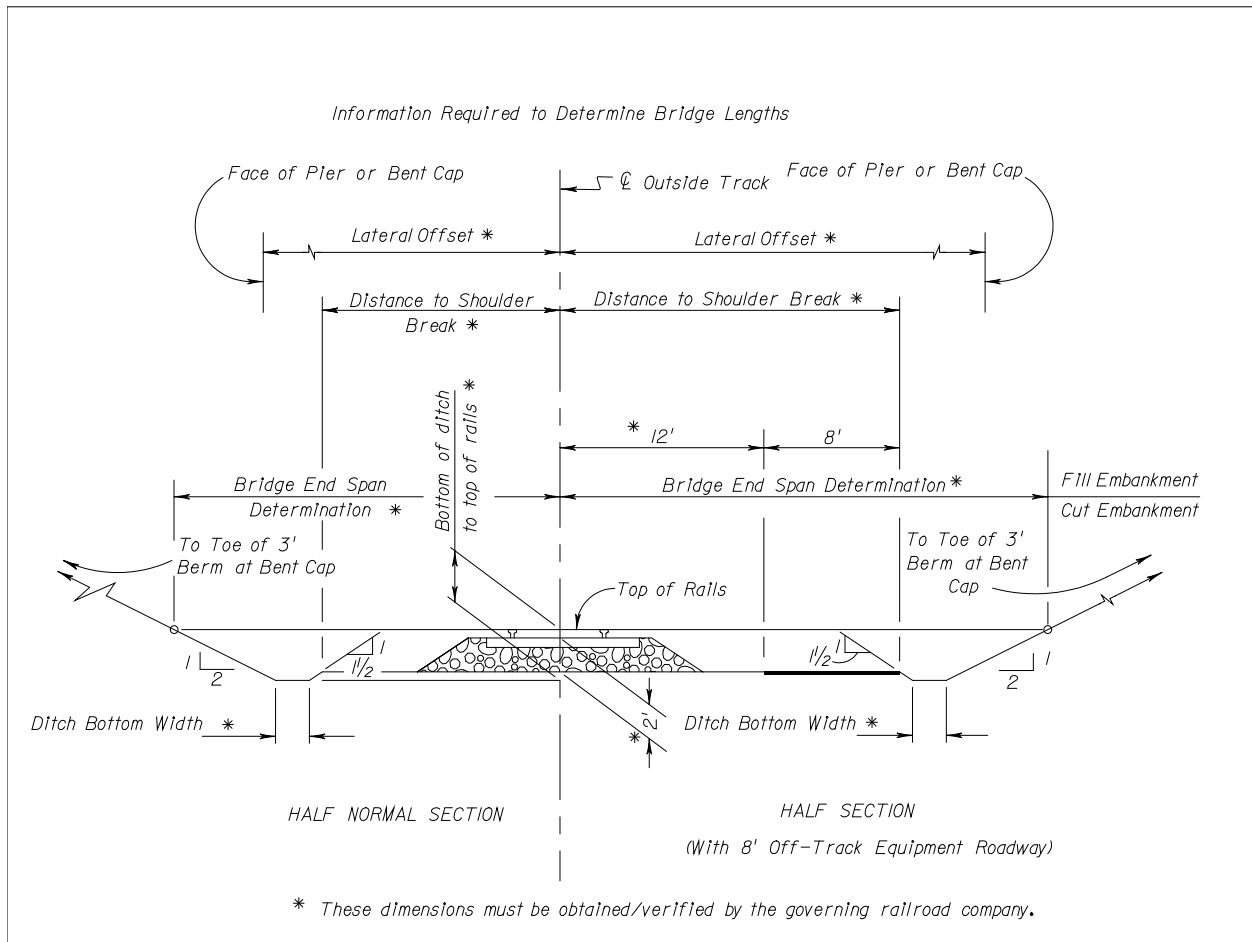 Information Required to Determine Bridge Lengths
Face of Pier or Bent Cap
℄ Outside Track
Face of Pier or Bent Cap
Lateral Offset *
Lateral Offset *
Distance to Shoulder
Break *
Distance to Shoulder Break *
Bottom of ditch
to top of rails *
* 12'
8'
Bridge End Span
Determination *
Bridge End Span Determination *
Fill Embankment
Cut Embankment
To Toe of 3'
Berm at Bent Cap
To Toe of 3'
Berm at Bent
Cap
Top of Rails
1
2
1
1½
1
1½
1
2
Ditch Bottom Width *
* 2'
Ditch Bottom Width *
HALF NORMAL SECTION
HALF SECTION
(With 8' Off-Track Equipment Roadway)
* These dimensions must be obtained/verified by the governing railroad company.